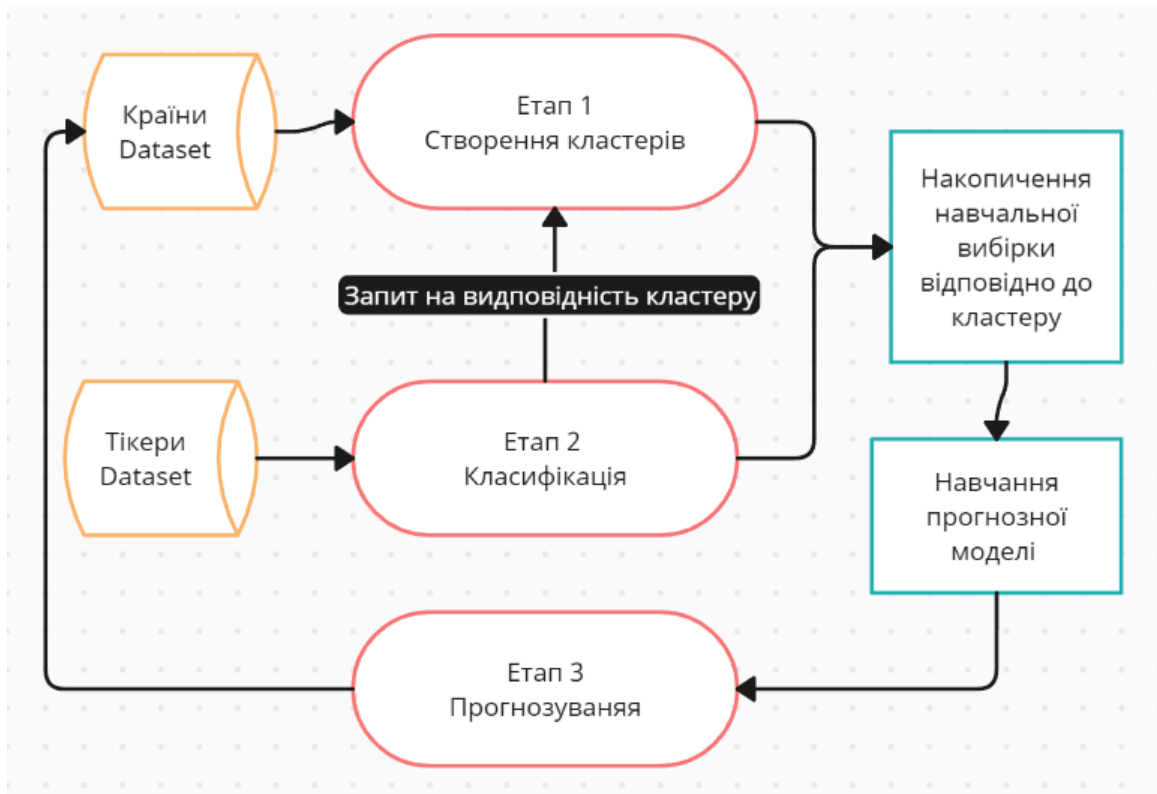 Країни
Dataset
Етап 1
Створення кластерів
Накопичення
навчальної
вибірки
відповідно до
кластеру
Запит на видповідність кластеру
Тікери
Dataset
Етап 2
Класифікація
Навчання
прогнозної
моделі
Етап 3
Прогнозуваняя